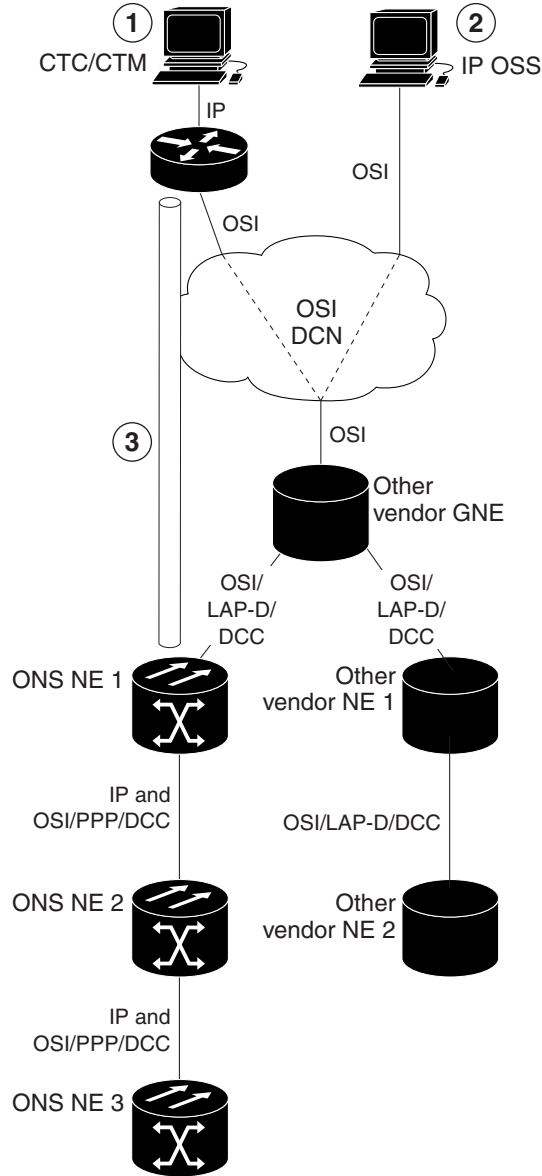 1
CTC/CTM
2
IP OSS
IP
OSI
OSI
OSI
DCN
3
OSI
Other
vendor GNE
OSI/
LAP-D/
DCC
OSI/
LAP-D/
DCC
ONS NE 1
Other
vendor NE 1
IP and
OSI/PPP/DCC
OSI/LAP-D/DCC
ONS NE 2
Other
vendor NE 2
IP and
OSI/PPP/DCC
ONS NE 3